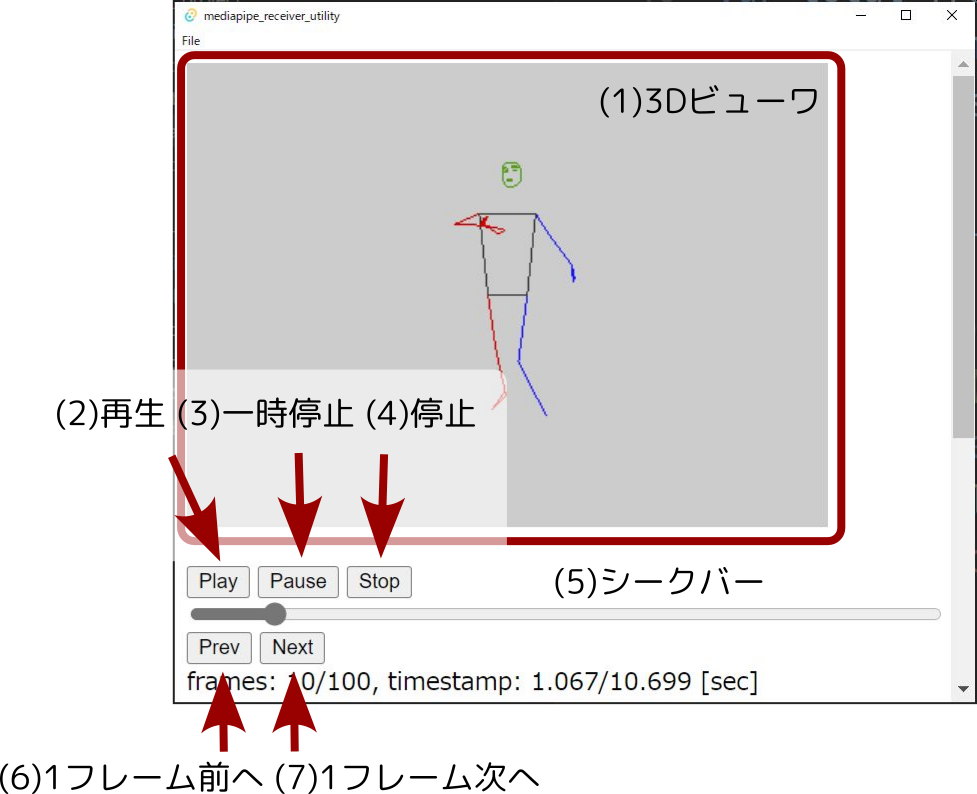 mediapipe_receiver_utility
File
(1)3Dビューワ
(2)再生 (3)一時停止 (4)停止
Play Pause Stop
(5)シークバー
Prev Next
frames: 10/100, timestamp: 1.067/10.699 [sec]
(6)1フレーム前へ (7)1フレーム次へ